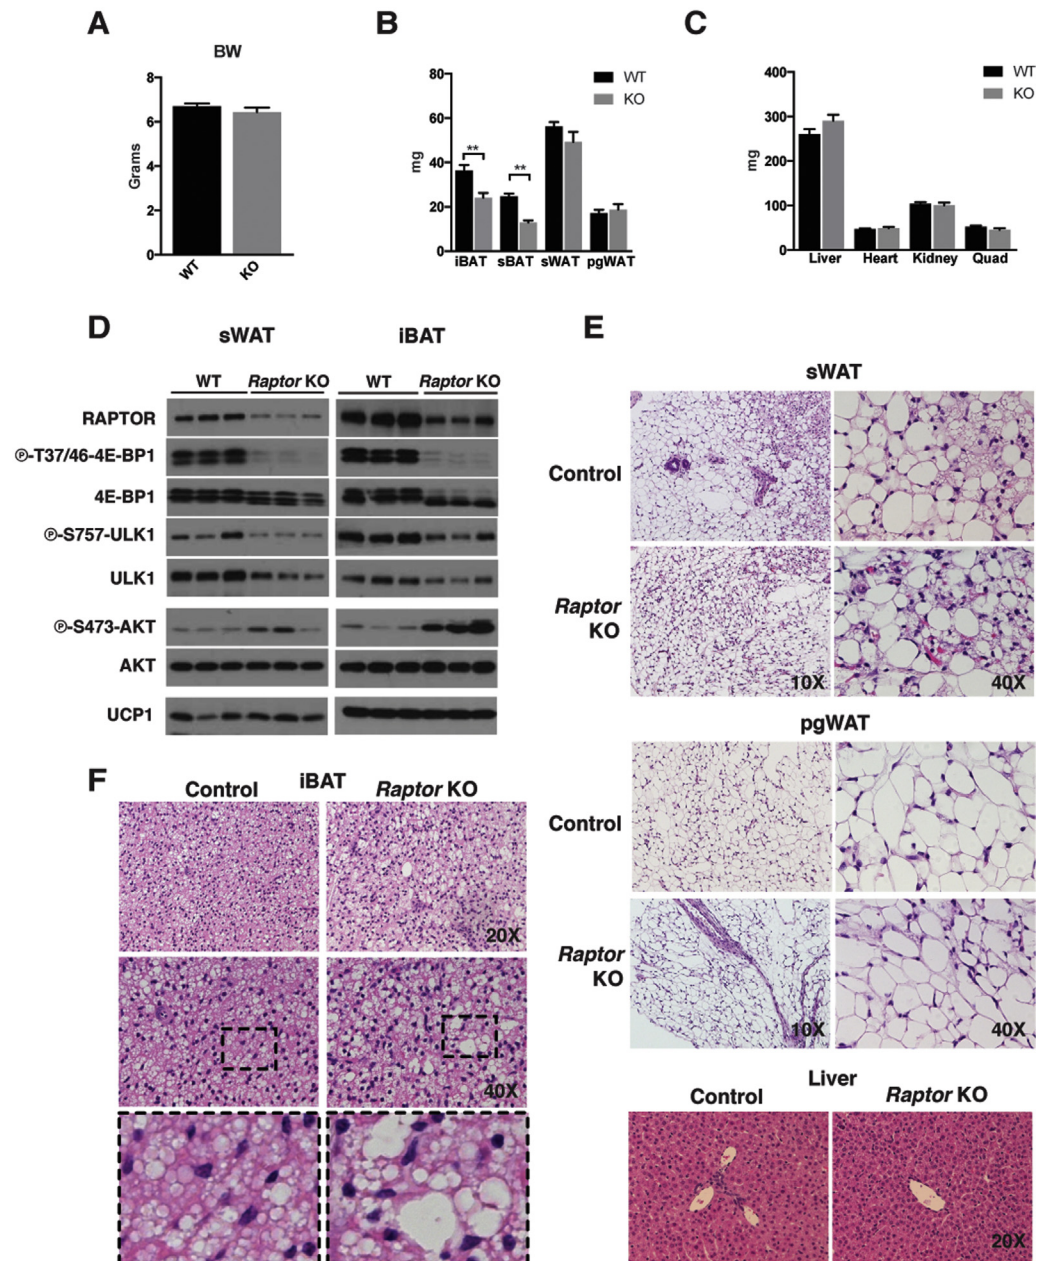 A
BW
Grams
8
6
4
2
0
WT
KO
B
mg
80
60
40
20
0
WT
KO
**
**
iBAT sBAT sWAT pgWAT
C
mg
400
300
200
100
0
WT
KO
Liver Heart Kidney Quad
D
sWAT iBAT
WT Raptor KO WT Raptor KO
RAPTOR
Ⓟ-T37/46-4E-BP1
4E-BP1
Ⓟ-S757-ULK1
ULK1
Ⓟ-S473-AKT
AKT
UCP1
E
sWAT
Control
Raptor
KO
10X 40X
pgWAT
Control
Raptor
KO
10X 40X
Liver
Control Raptor KO
20X
F
iBAT
Control Raptor KO
20X
40X